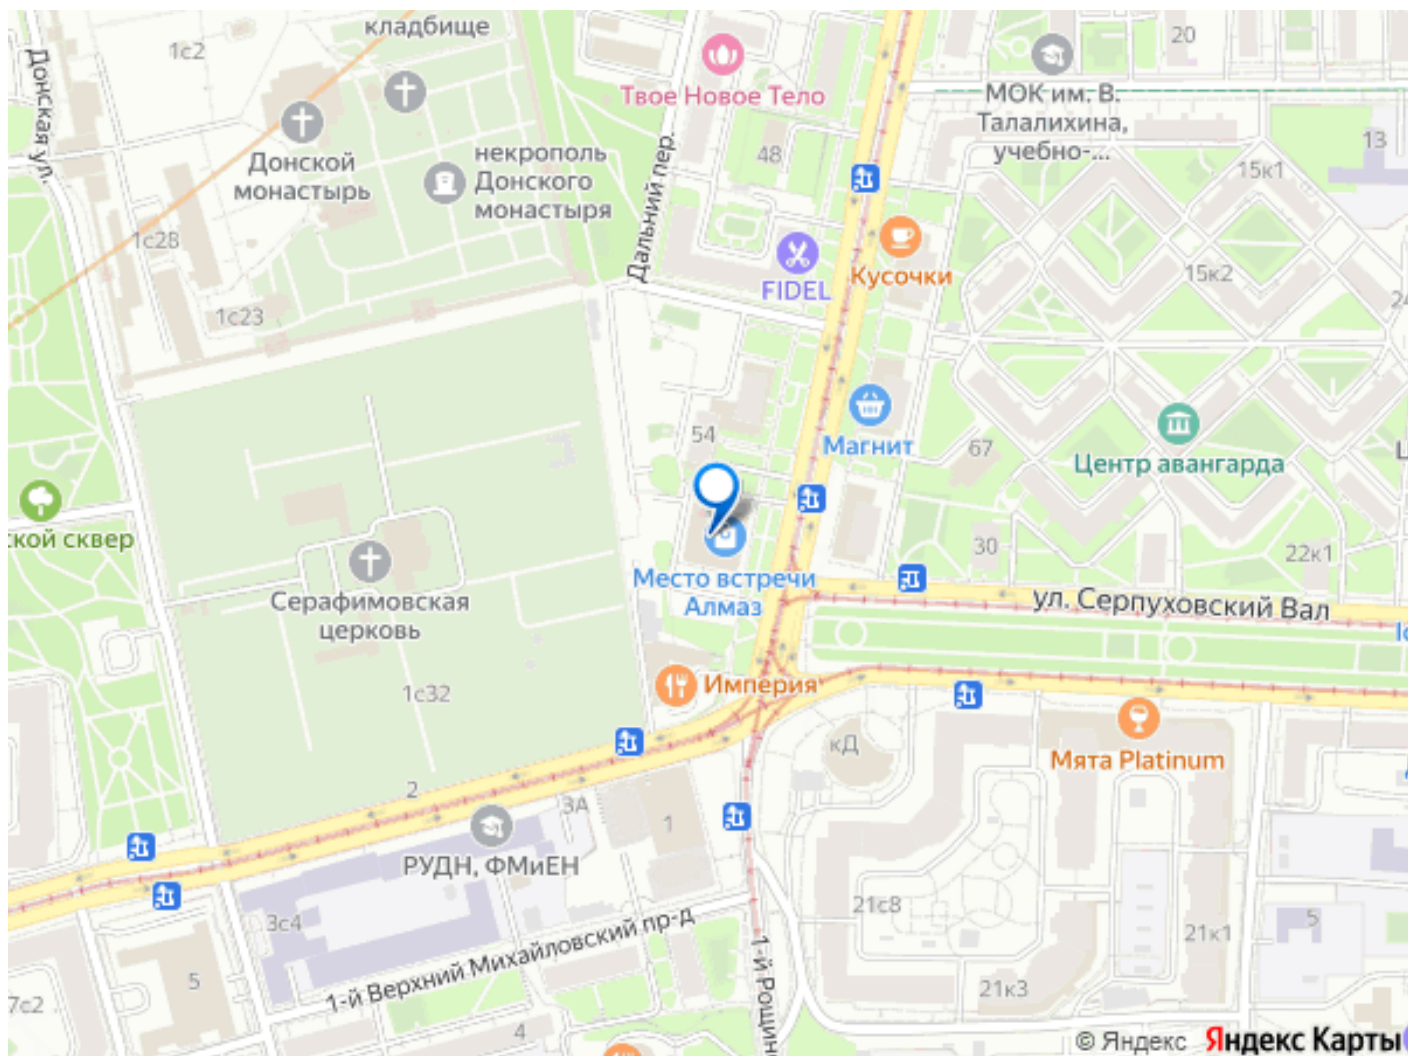 кладбище
1с2
20
Донская ул.
Твое Новое Тело
МОК им. В.
Талалихина,
учебно-...
13
Донской
монастырь
некрополь
Донского
монастыря
Дальний пер.
48
15к1
1с28
FIDEL
Кусочки
15к2
1с23
54
Магнит
67
Центр авангарда
ской сквер
30
22к1
Место встречи
Алмаз
Серафимовская
церковь
ул. Серпуховский Вал
1с32
Империя
кД
Мята Platinum
2
3А
1
РУДН, ФМиЕН
3с4
21с8
5
21к1
1-й Верхний Михайловский пр-д
1-й Рощин
5
7с2
21к3
4
© Яндекс Яндекс Карты